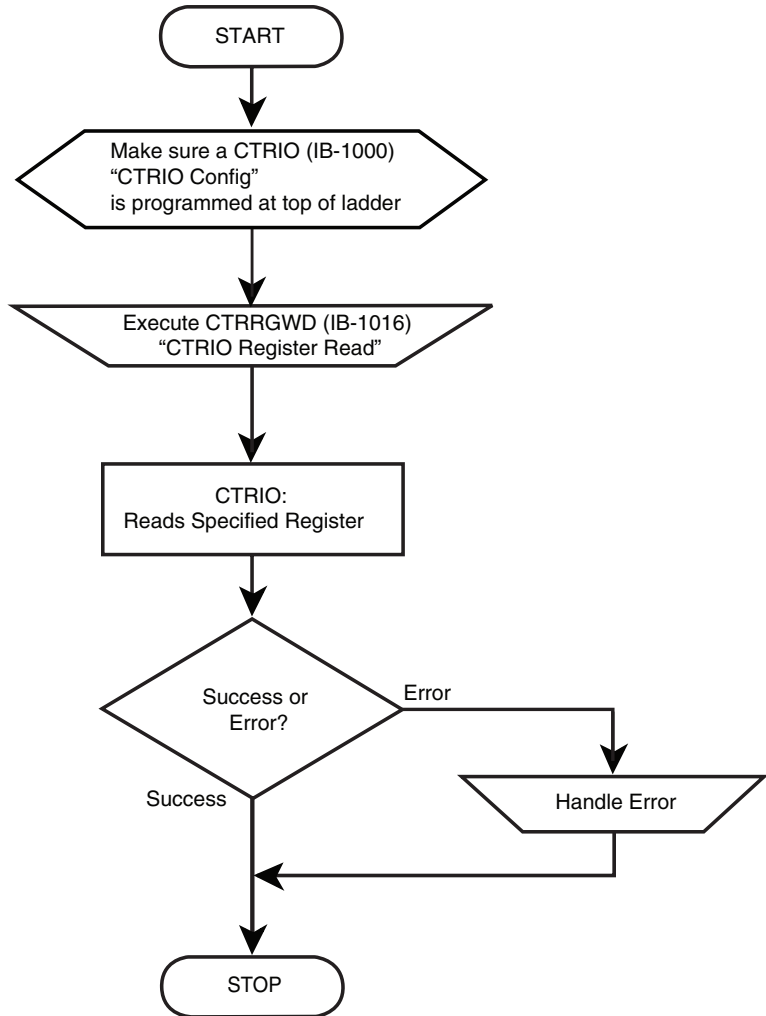 START
Make sure a CTRIO (IB-1000)
“CTRIO Config”
is programmed at top of ladder
Execute CTRRGWD (IB-1016)
“CTRIO Register Read”
CTRIO:
Reads Specified Register
Success or
Error?
Error
Success
Handle Error
STOP